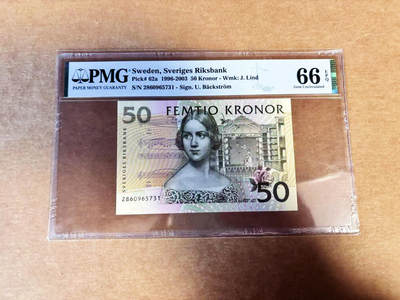 PMG
PAPER MONEY GUARANTY
Sweden, Sveriges Riksbank
Pick# 62a 1996-2003 50 Kronor - Wmk: J. Lind
S/N 2860965731 - Sign. U. Bäckström
66 EPQ
Gem Uncirculated
50 FEMTIO KRONOR
SVERIGES RIKSBANK
2860965731
50